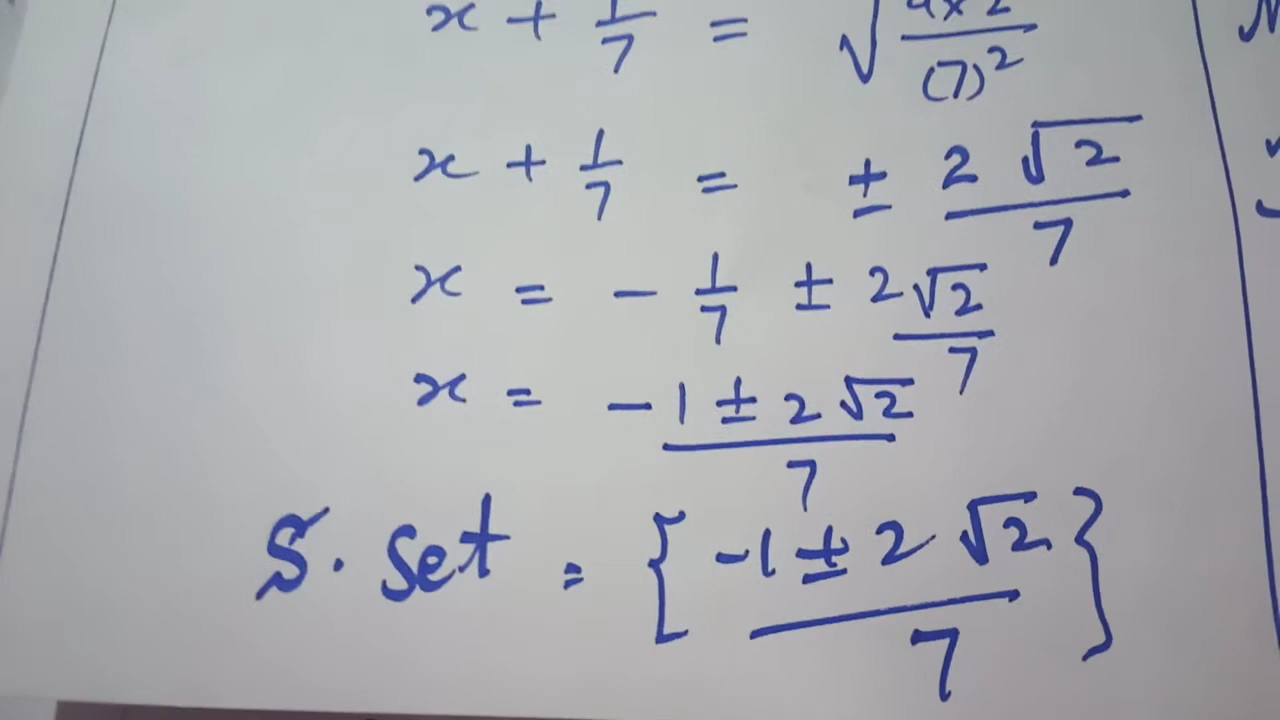 x + 1/7 = √(4×2/(7)²)
x + 1/7 = ± 2√2/7
x = - 1/7 ± 2√2/7
x = -1 ± 2√2/7
S. Set = {-1 ± 2√2/7}